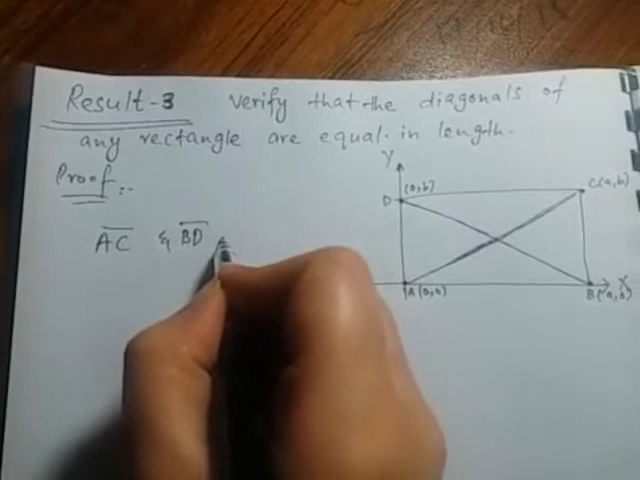 Result-3 verify that the diagonals of
any rectangle are equal in length.
Proof:-
Y
D (0,b) C(a,b)
AC & BD
A(0,0) B(a,0) X